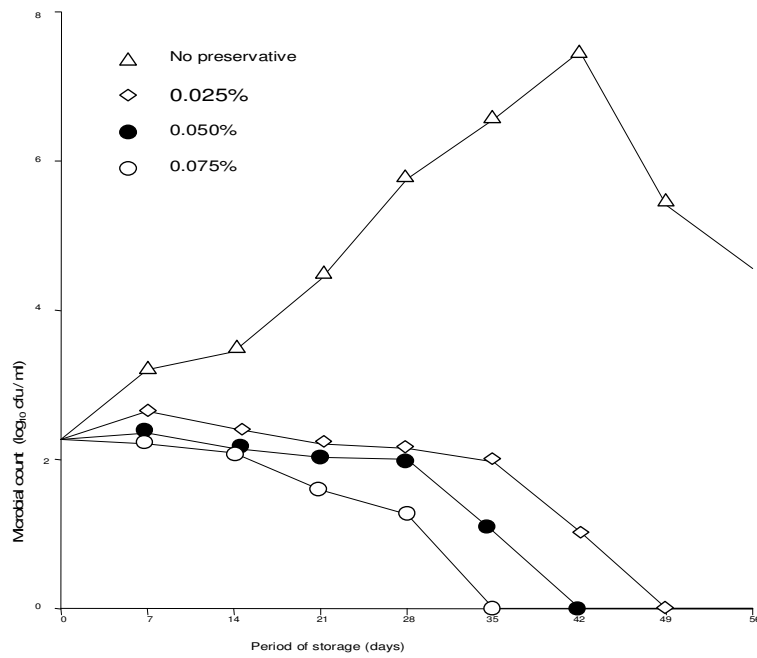 8
No preservative
0.025%
0.050%
0.075%
6
4
2
0
Microbial count (log₁₀ cfu/ml)
0 7 14 21 28 35 42 49 56
Period of storage (days)